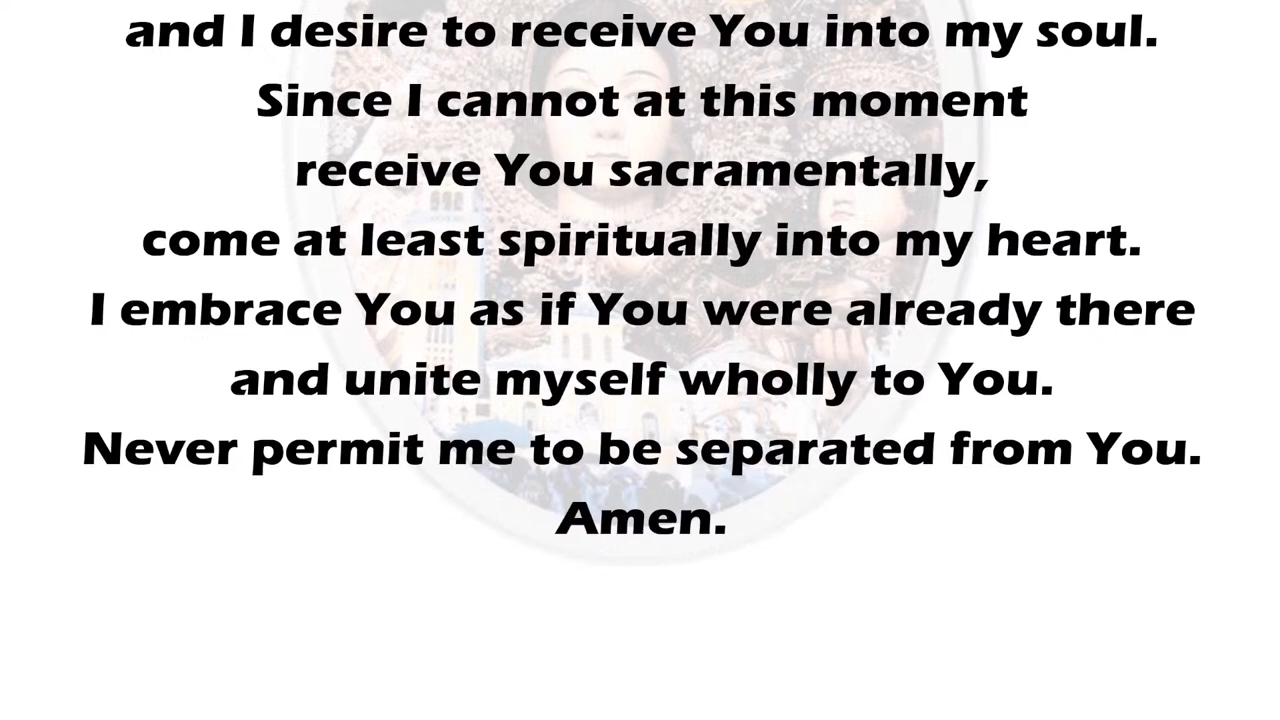 and I desire to receive You into my soul.
Since I cannot at this moment
receive You sacramentally,
come at least spiritually into my heart.
I embrace You as if You were already there
and unite myself wholly to You.
Never permit me to be separated from You.
Amen.